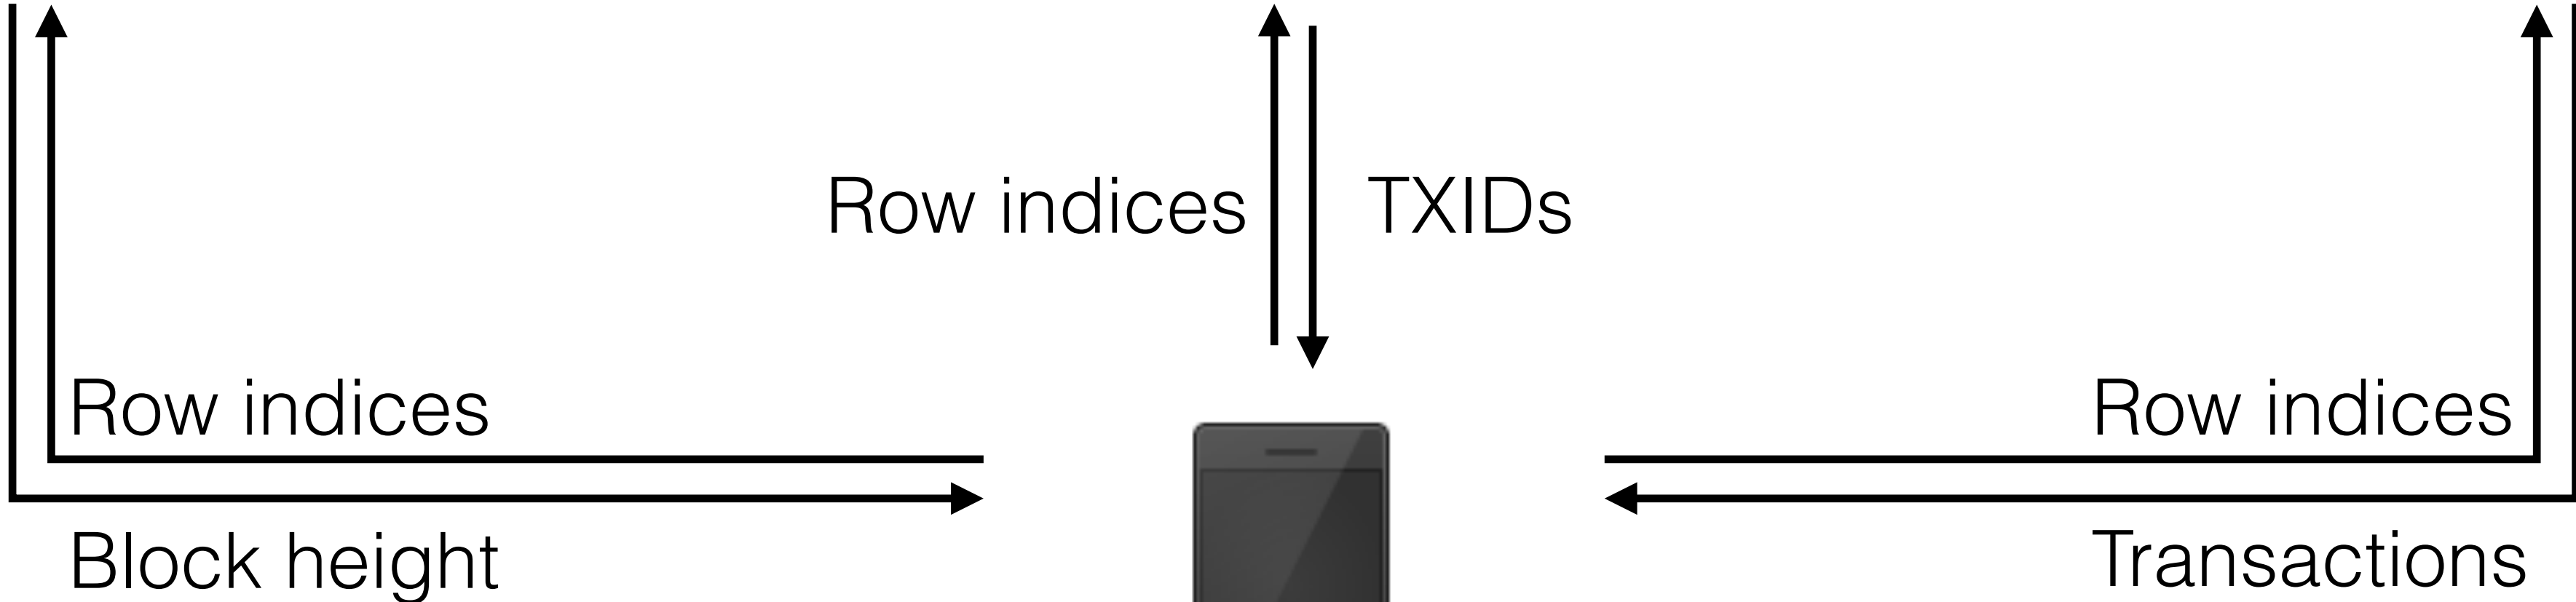 Row indices
TXIDs
Row indices
Row indices
Block height
Transactions